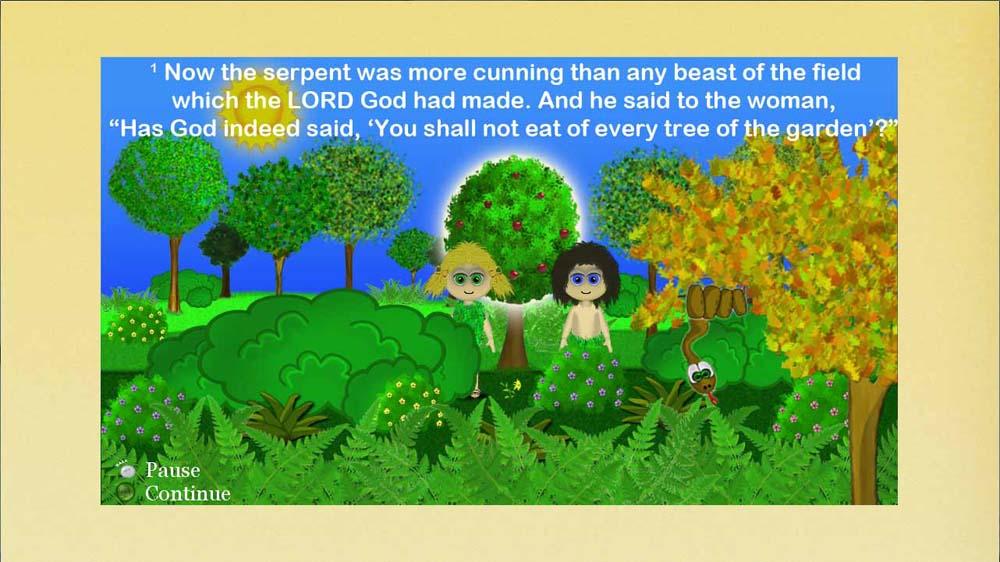 ¹ Now the serpent was more cunning than any beast of the field
which the LORD God had made. And he said to the woman,
“Has God indeed said, ‘You shall not eat of every tree of the garden’?”
Pause
Continue